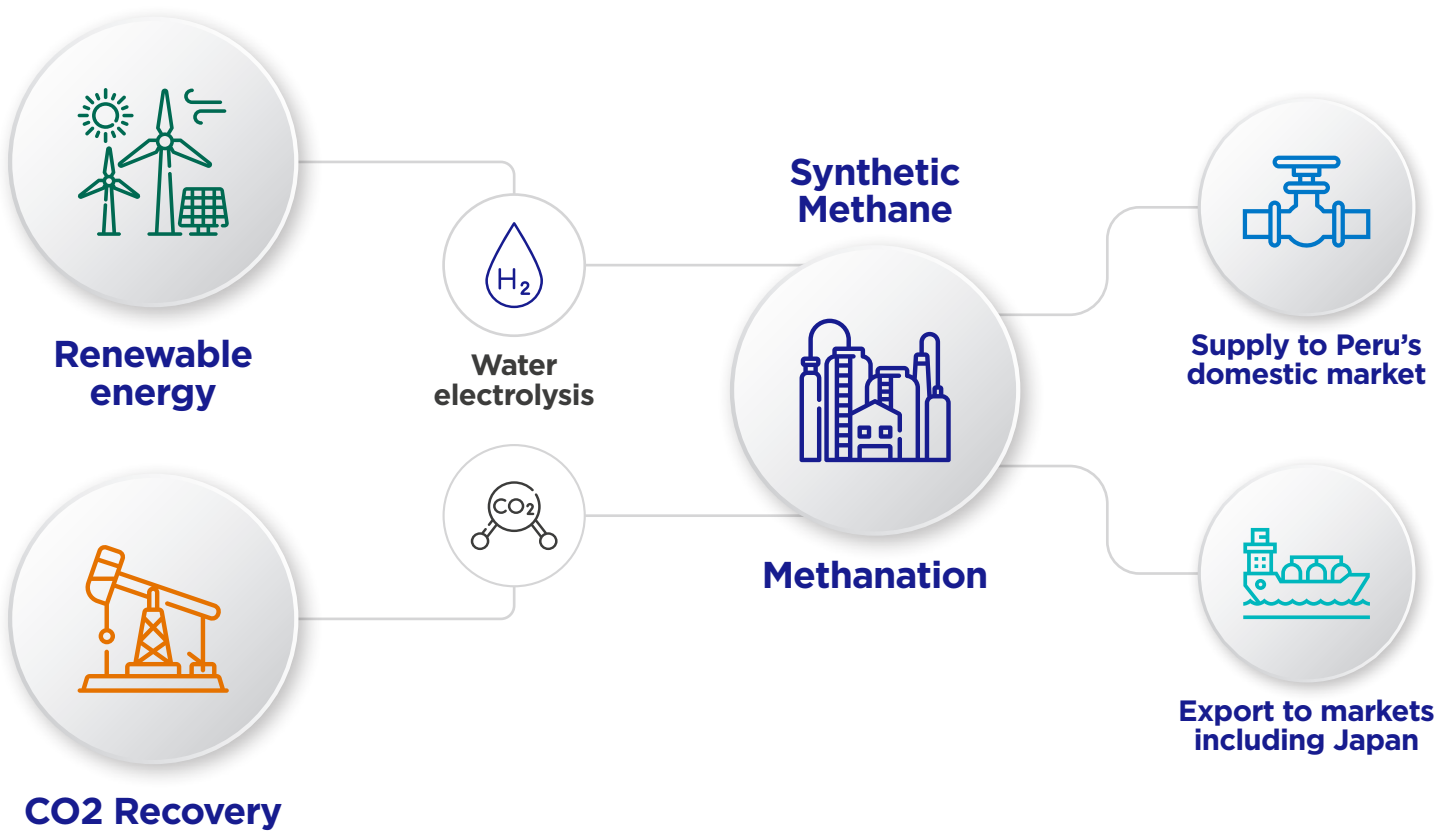 Renewable
energy
H2
Water
electrolysis
CO2
CO2 Recovery
Synthetic
Methane
Methanation
Supply to Peru’s
domestic market
Export to markets
including Japan